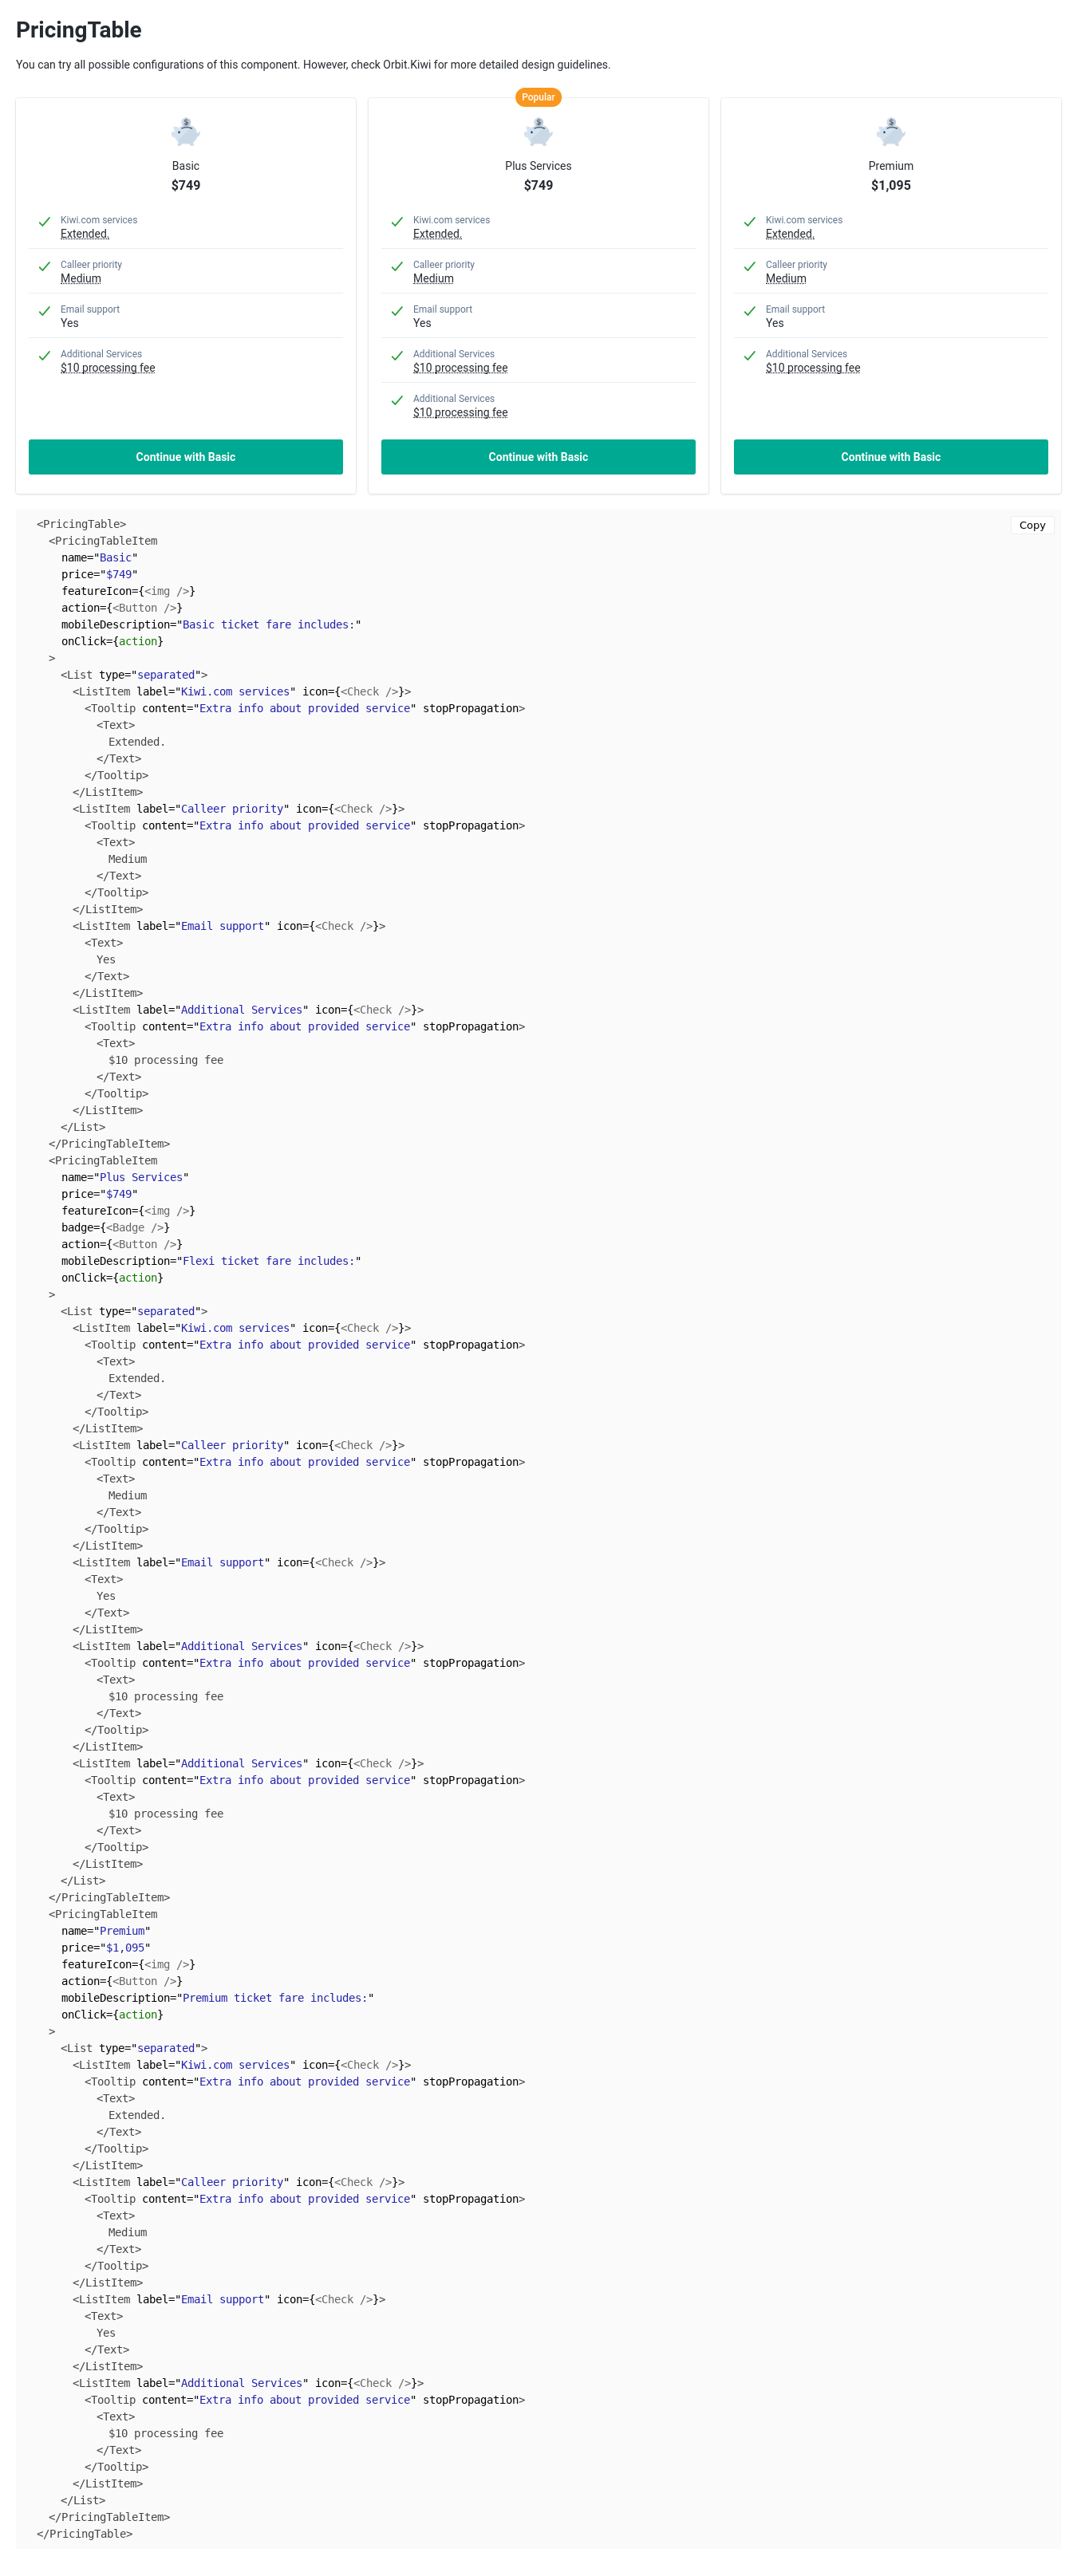 PricingTable
You can try all possible configurations of this component. However, check Orbit.Kiwi for more detailed design guidelines.
Basic
$749
Kiwi.com services
Extended.
Calleer priority
Medium
Email support
Yes
Additional Services
$10 processing fee
Continue with Basic
Popular
Plus Services
$749
Kiwi.com services
Extended.
Calleer priority
Medium
Email support
Yes
Additional Services
$10 processing fee
Additional Services
$10 processing fee
Continue with Basic
Premium
$1,095
Kiwi.com services
Extended.
Calleer priority
Medium
Email support
Yes
Additional Services
$10 processing fee
Continue with Basic
Copy
<PricingTable>
  <PricingTableItem
    name="Basic"
    price="$749"
    featureIcon={<img />}
    action={<Button />}
    mobileDescription="Basic ticket fare includes:"
    onClick={action}
  >
    <List type="separated">
      <ListItem label="Kiwi.com services" icon={<Check />}>
        <Tooltip content="Extra info about provided service" stopPropagation>
          <Text>
            Extended.
          </Text>
        </Tooltip>
      </ListItem>
      <ListItem label="Calleer priority" icon={<Check />}>
        <Tooltip content="Extra info about provided service" stopPropagation>
          <Text>
            Medium
          </Text>
        </Tooltip>
      </ListItem>
      <ListItem label="Email support" icon={<Check />}>
        <Text>
          Yes
        </Text>
      </ListItem>
      <ListItem label="Additional Services" icon={<Check />}>
        <Tooltip content="Extra info about provided service" stopPropagation>
          <Text>
            $10 processing fee
          </Text>
        </Tooltip>
      </ListItem>
    </List>
  </PricingTableItem>
  <PricingTableItem
    name="Plus Services"
    price="$749"
    featureIcon={<img />}
    badge={<Badge />}
    action={<Button />}
    mobileDescription="Flexi ticket fare includes:"
    onClick={action}
  >
    <List type="separated">
      <ListItem label="Kiwi.com services" icon={<Check />}>
        <Tooltip content="Extra info about provided service" stopPropagation>
          <Text>
            Extended.
          </Text>
        </Tooltip>
      </ListItem>
      <ListItem label="Calleer priority" icon={<Check />}>
        <Tooltip content="Extra info about provided service" stopPropagation>
          <Text>
            Medium
          </Text>
        </Tooltip>
      </ListItem>
      <ListItem label="Email support" icon={<Check />}>
        <Text>
          Yes
        </Text>
      </ListItem>
      <ListItem label="Additional Services" icon={<Check />}>
        <Tooltip content="Extra info about provided service" stopPropagation>
          <Text>
            $10 processing fee
          </Text>
        </Tooltip>
      </ListItem>
      <ListItem label="Additional Services" icon={<Check />}>
        <Tooltip content="Extra info about provided service" stopPropagation>
          <Text>
            $10 processing fee
          </Text>
        </Tooltip>
      </ListItem>
    </List>
  </PricingTableItem>
  <PricingTableItem
    name="Premium"
    price="$1,095"
    featureIcon={<img />}
    action={<Button />}
    mobileDescription="Premium ticket fare includes:"
    onClick={action}
  >
    <List type="separated">
      <ListItem label="Kiwi.com services" icon={<Check />}>
        <Tooltip content="Extra info about provided service" stopPropagation>
          <Text>
            Extended.
          </Text>
        </Tooltip>
      </ListItem>
      <ListItem label="Calleer priority" icon={<Check />}>
        <Tooltip content="Extra info about provided service" stopPropagation>
          <Text>
            Medium
          </Text>
        </Tooltip>
      </ListItem>
      <ListItem label="Email support" icon={<Check />}>
        <Text>
          Yes
        </Text>
      </ListItem>
      <ListItem label="Additional Services" icon={<Check />}>
        <Tooltip content="Extra info about provided service" stopPropagation>
          <Text>
            $10 processing fee
          </Text>
        </Tooltip>
      </ListItem>
    </List>
  </PricingTableItem>
</PricingTable>